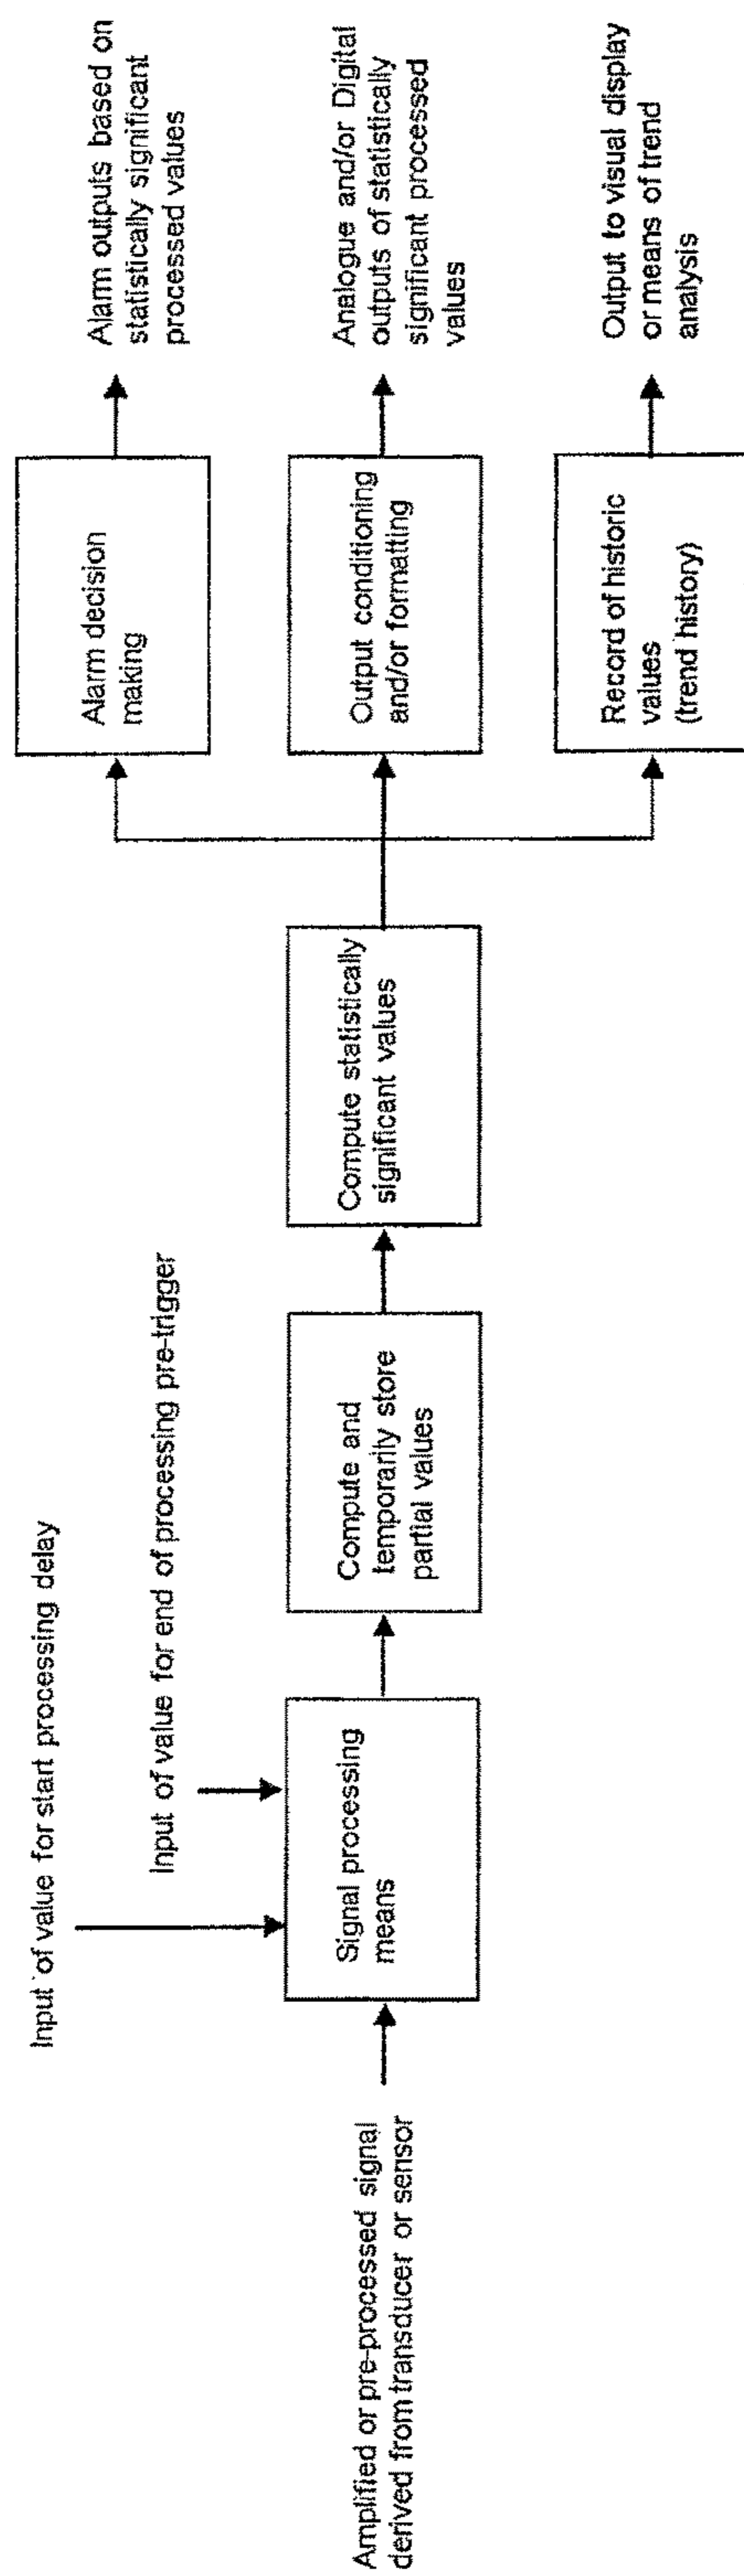 Input of value for start processing delay
Input of value for end of processing pre-trigger
Amplified or pre-processed signal
derived from transducer or sensor
Signal processing
means
Compute and
temporarily store
partial values
Compute statistically
significant values
Alarm decision
making
Alarm outputs based on
statistically significant
processed values
Output conditioning
and/or formatting
Analogue and/or Digital
outputs of statistically
significant processed
values
Record of historic
values
(trend history)
Output to visual display
or means of trend
analysis